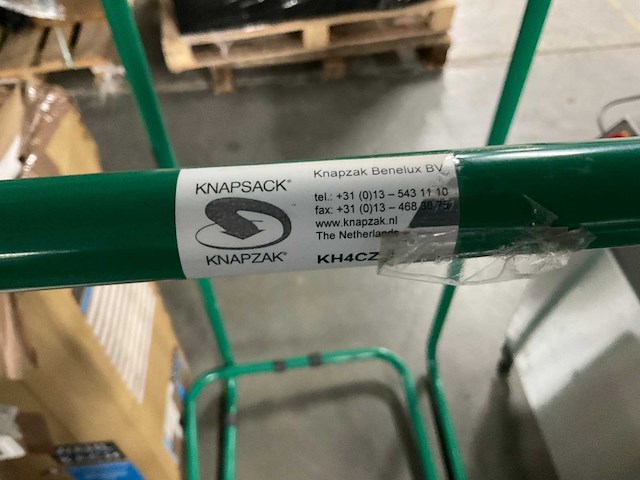 KNAPSACK®
KNAPZAK®
Knapzak Benelux BV
tel.: +31 (0)13 – 543 11 10
fax: +31 (0)13 – 468
www.knapzak.nl
The Netherlands
KH4CZ